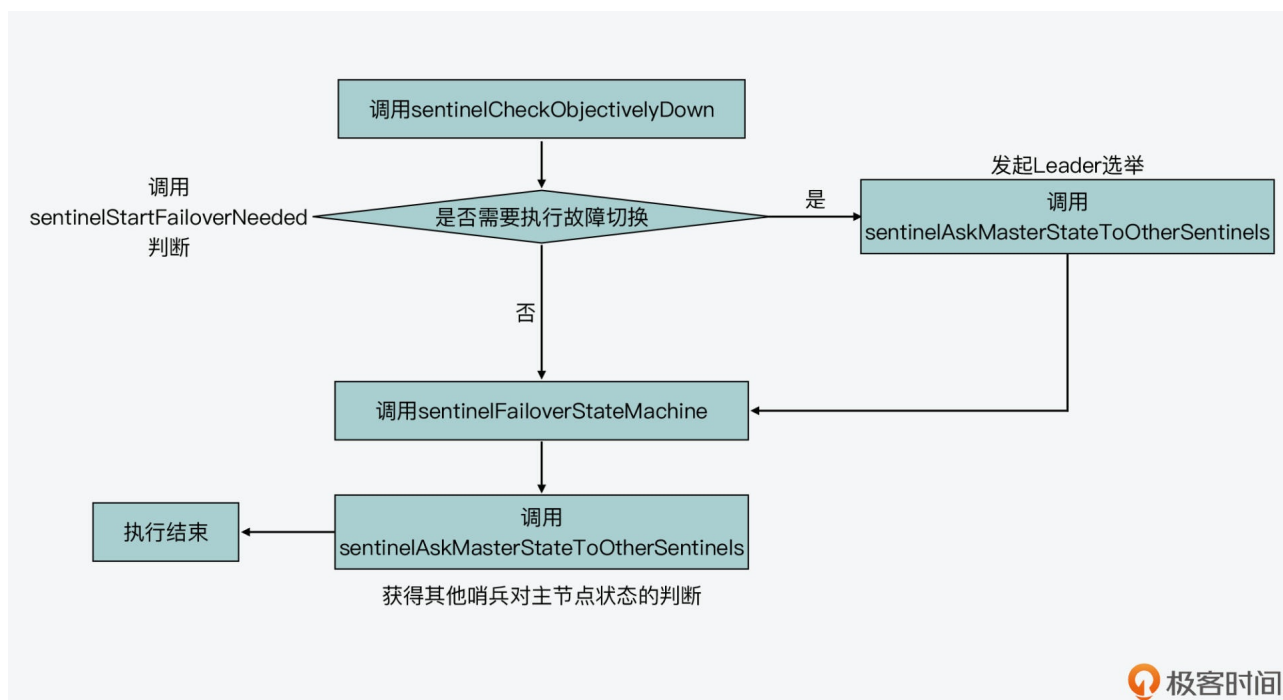 调用sentinelCheckObjectivelyDown
调用
sentinelStartFailoverNeeded
判断
是否需要执行故障切换
是
发起Leader选举
调用
sentinelAskMasterStateToOtherSentinels
否
调用sentinelFailoverStateMachine
调用
sentinelAskMasterStateToOtherSentinels
执行结束
获得其他哨兵对主节点状态的判断
极客时间